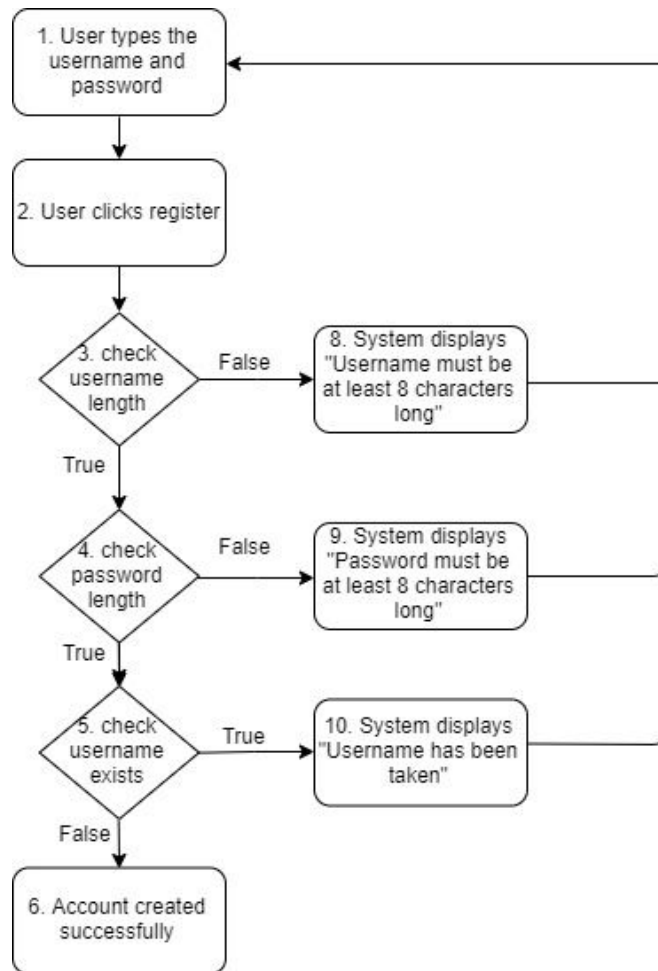 1. User types the
username and
password
2. User clicks register
3. check
username
length
False
8. System displays
"Username must be
at least 8 characters
long"
True
4. check
password
length
False
9. System displays
"Password must be
at least 8 characters
long"
True
5. check
username
exists
True
10. System displays
"Username has been
taken"
False
6. Account created
successfully